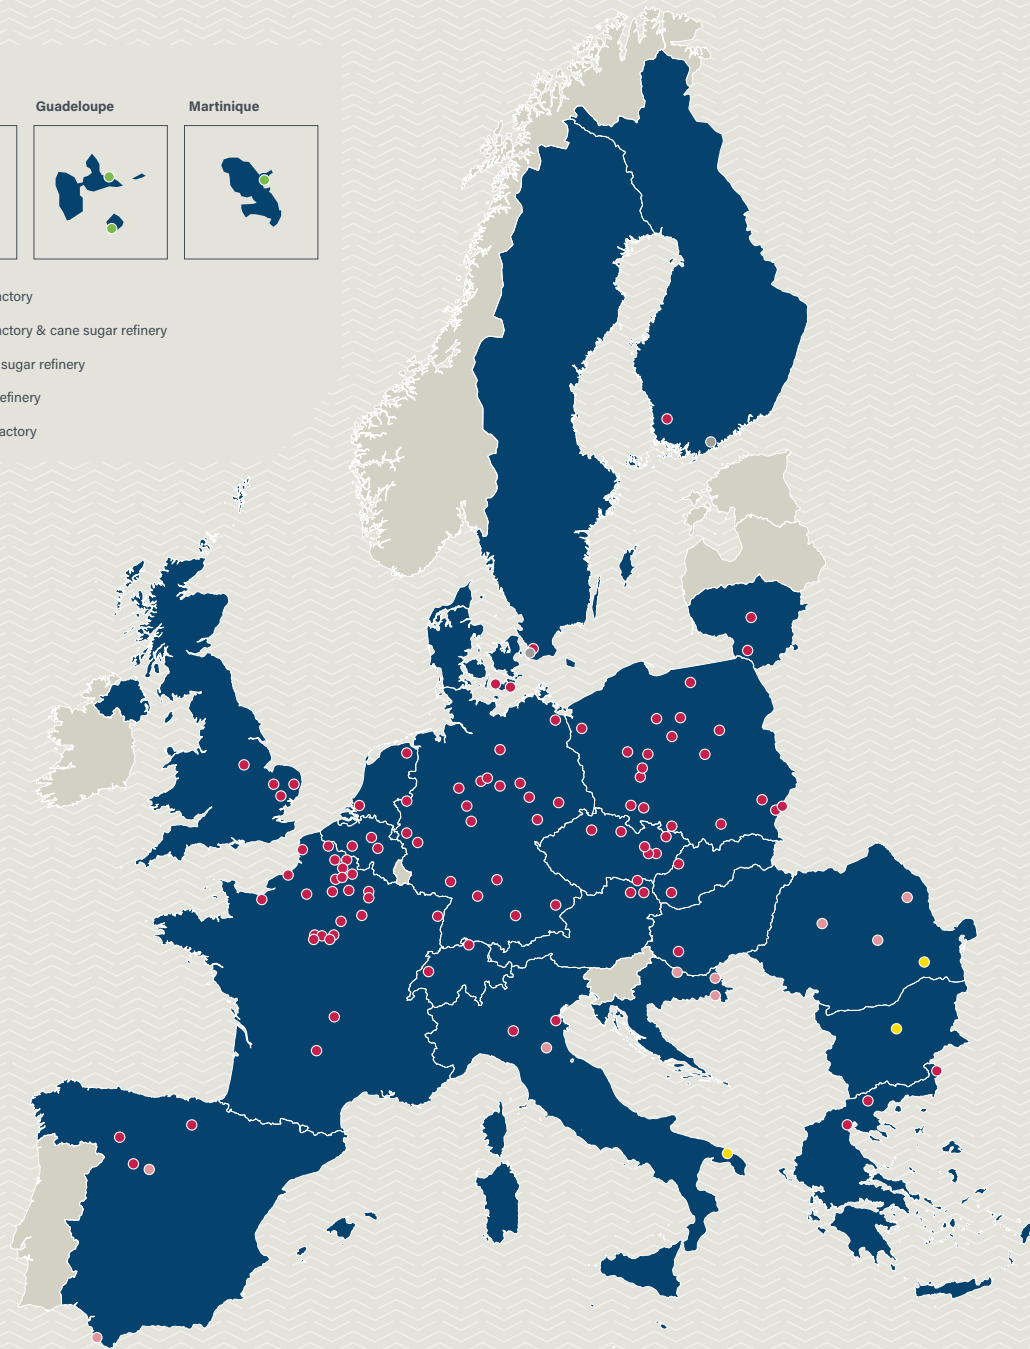 Guadeloupe
Martinique
actory
actory & cane sugar refinery
sugar refinery
efinery
actory